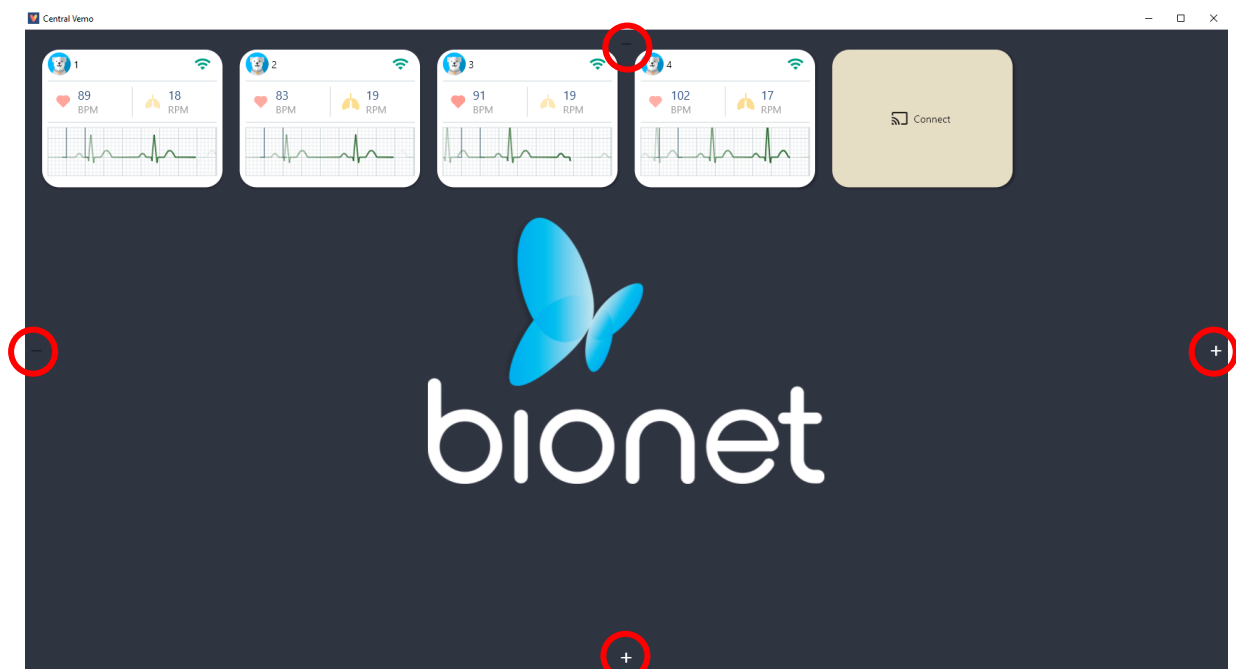 Central Vemo
1
2
3
4
89 18 83 19 91 19 102 17
BPM RPM BPM RPM BPM RPM BPM RPM
Connect
−
+
bionet
+